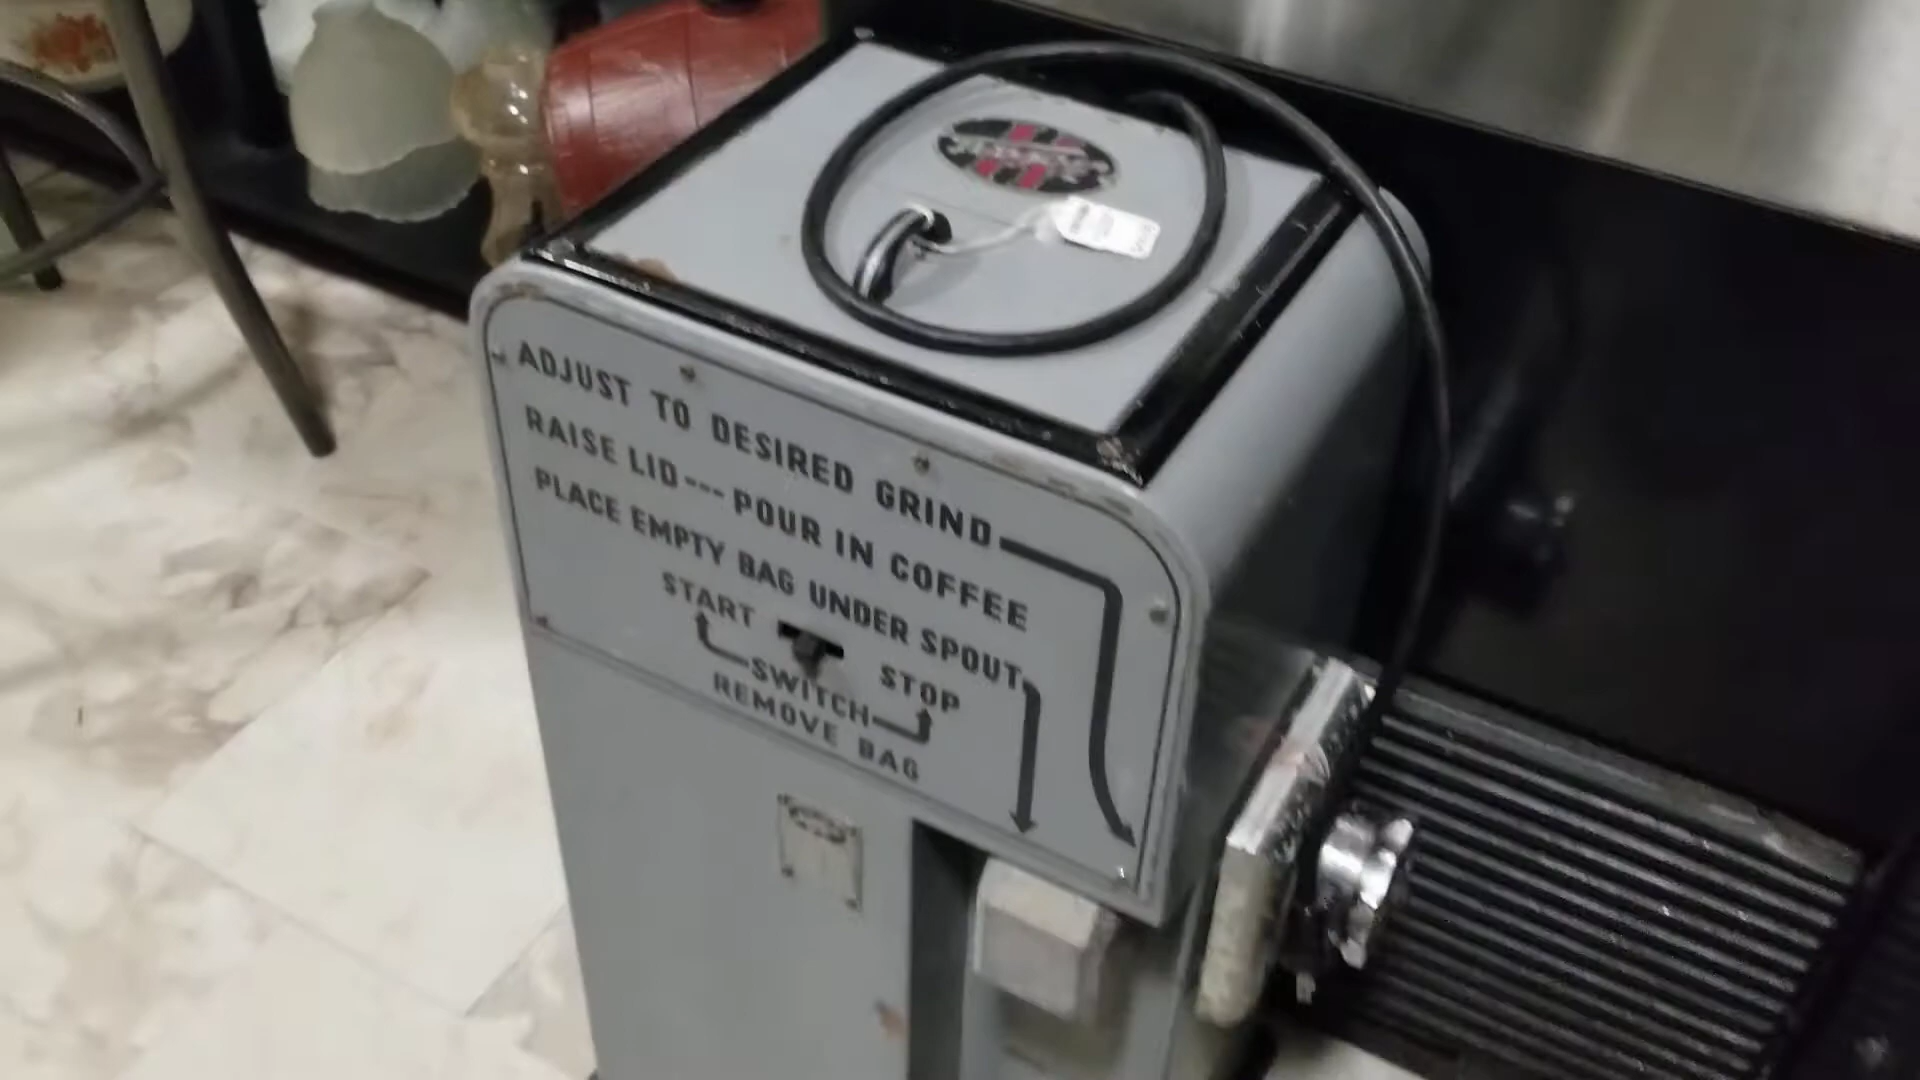 ADJUST TO DESIRED GRIND
RAISE LID---POUR IN COFFEE
PLACE EMPTY BAG UNDER SPOUT
START
STOP
SWITCH
REMOVE BAG